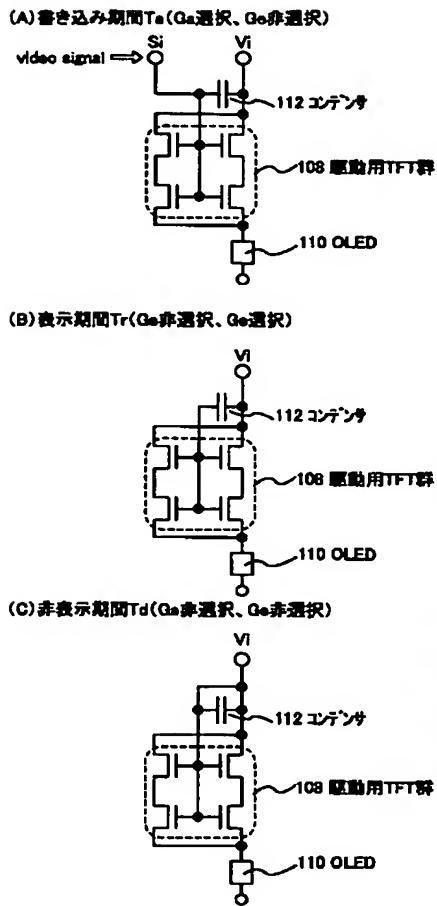 (A)書き込み期間Ta(Ga選択、Ge非選択)
Si
Vi
video signal
112 コンデンサ
108 駆動用TFT群
110 OLED
(B)表示期間Tr(Ga非選択、Ge選択)
Vi
112 コンデンサ
108 駆動用TFT群
110 OLED
(C)非表示期間Td(Ga非選択、Ge非選択)
Vi
112 コンデンサ
108 駆動用TFT群
110 OLED